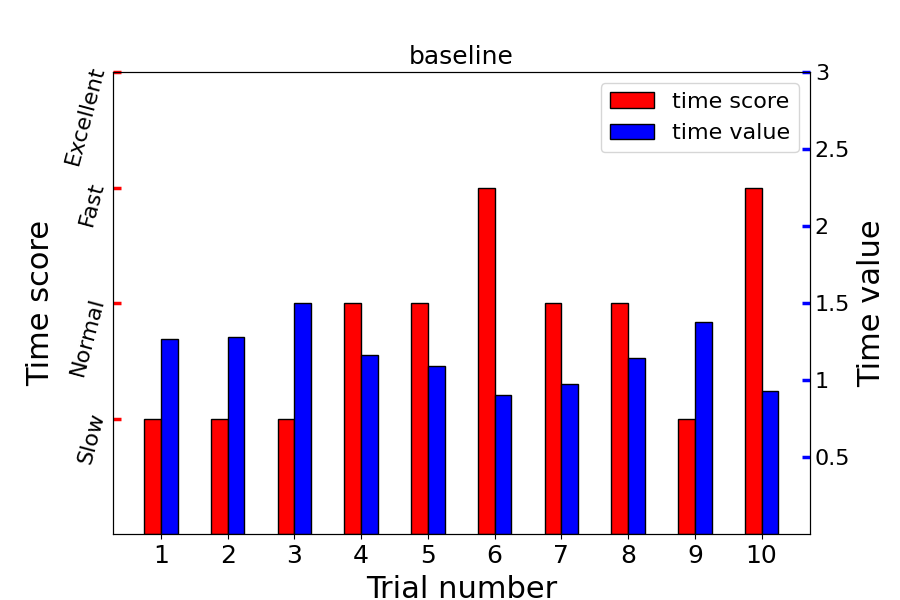 baseline
time score
time value
Time score
Excellent
Fast
Normal
Slow
3
2.5
2
1.5
1
0.5
Time value
1 2 3 4 5 6 7 8 9 10
Trial number